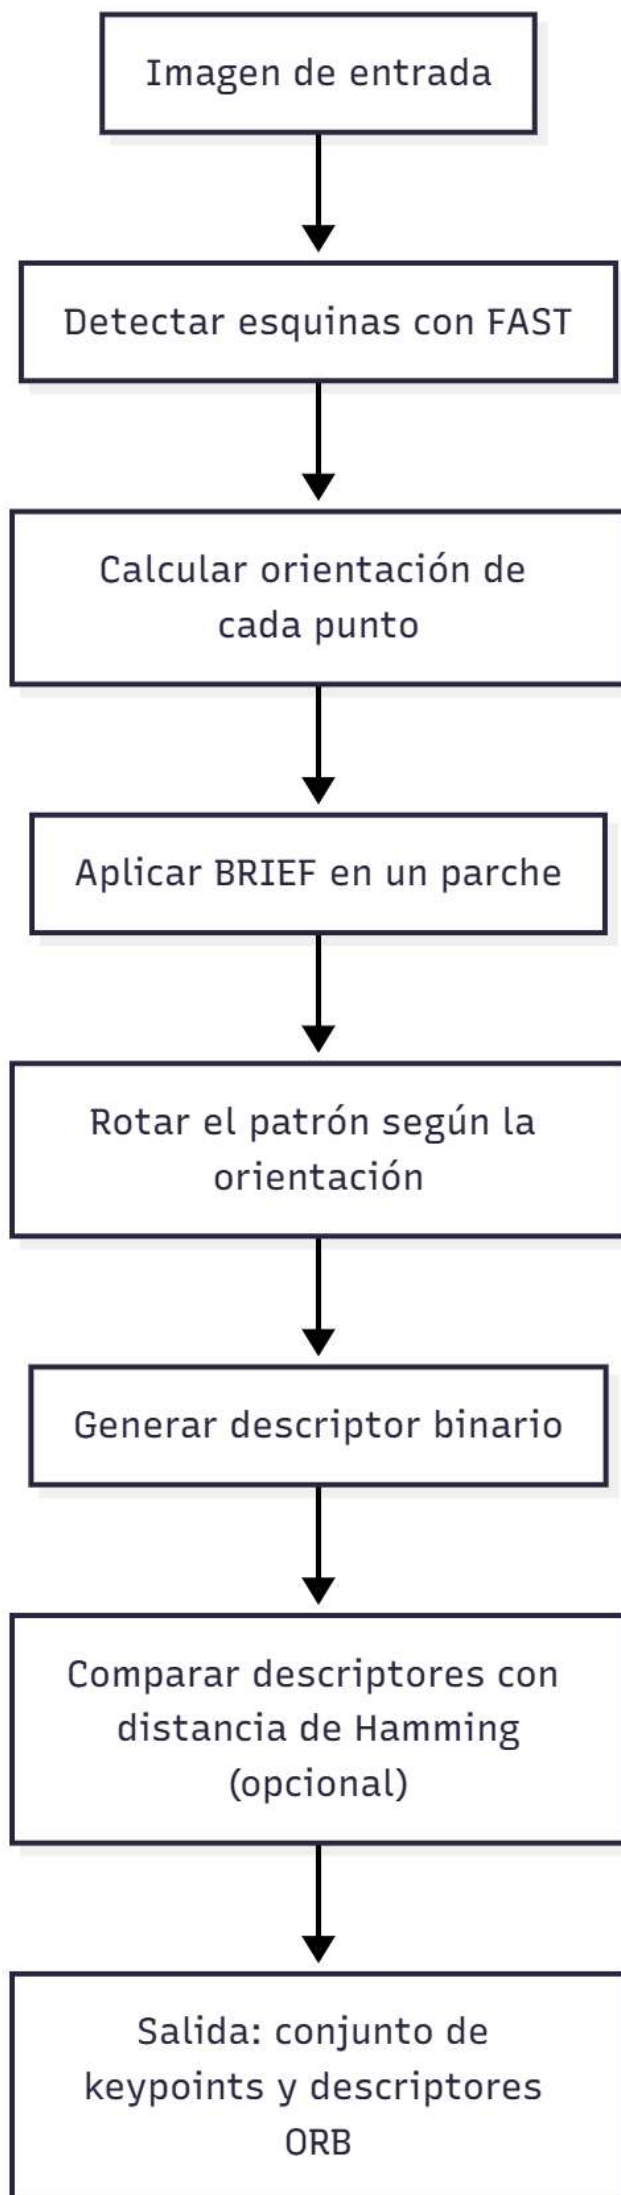 Imagen de entrada
Detectar esquinas con FAST
Calcular orientación de
cada punto
Aplicar BRIEF en un parche
Rotar el patrón según la
orientación
Generar descriptor binario
Comparar descriptores con
distancia de Hamming
(opcional)
Salida: conjunto de
keypoints y descriptores
ORB